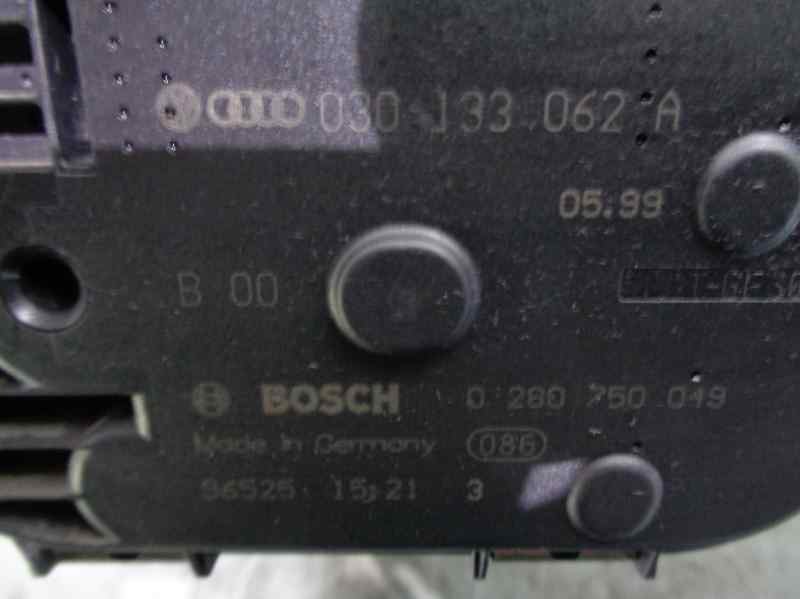 030 133 062 A
05.99
B 00
BOSCH 0 280 750 049
Made in Germany 086
96525 15:21 3